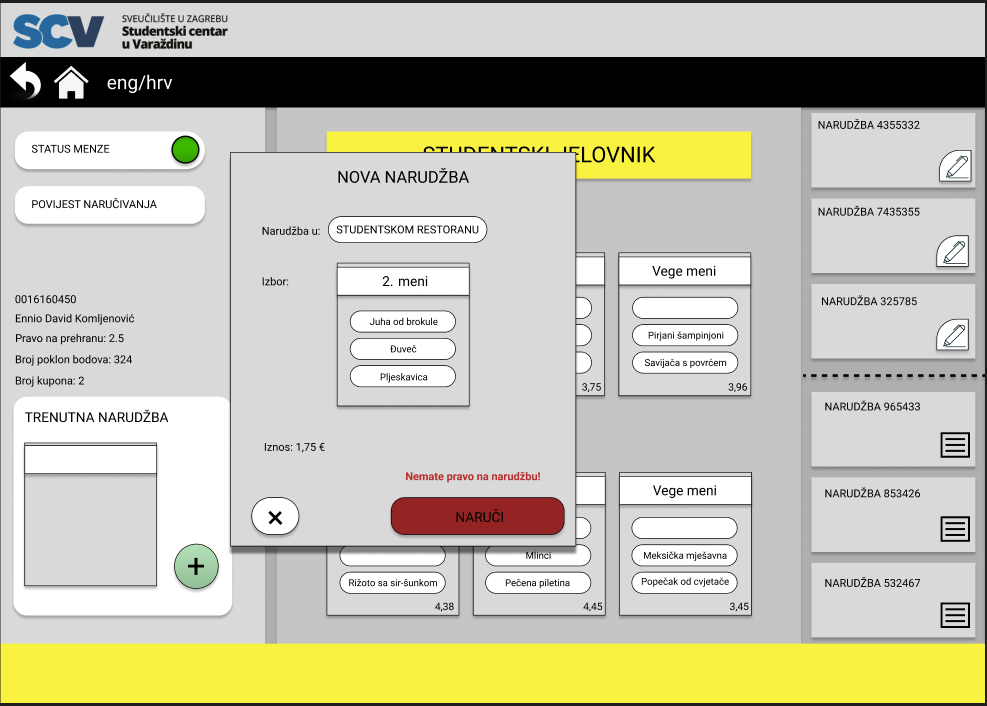 SCV
SVEUČILIŠTE U ZAGREBU
Studentski centar
u Varaždinu
eng/hrv
STATUS MENZE
POVIJEST NARUČIVANJA
0016160450
Ennio David Komljenović
Pravo na prehranu: 2.5
Broj poklon bodova: 324
Broj kupona: 2
TRENUTNA NARUDŽBA
+
STUDENTSKI JELOVNIK
NOVA NARUDŽBA
Narudžba u: STUDENTSKOM RESTORANU
Izbor:
2. meni
Juha od brokule
Đuveč
Pljeskavica
Iznos: 1,75 €
Nemate pravo na narudžbu!
× NARUČI
3,75
Vege meni
Pirjani šampinjoni
Savijača s povrćem
3,96
Rižoto sa sir-šunkom
4,38
Mlinci
Pečena piletina
4,45
Vege meni
Meksička mješavna
Popečak od cvjetače
3,45
NARUDŽBA 4355332
NARUDŽBA 7435355
NARUDŽBA 325785
NARUDŽBA 965433
NARUDŽBA 853426
NARUDŽBA 532467